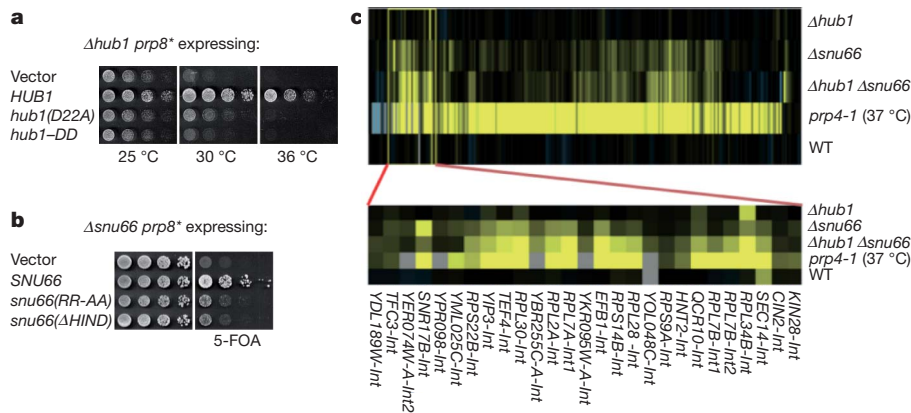 a
Δhub1 prp8* expressing:
Vector
HUB1
hub1(D22A)
hub1–DD
25 °C
30 °C
36 °C
b
Δsnu66 prp8* expressing:
Vector
SNU66
snu66(RR-AA)
snu66(ΔHIND)
5-FOA
c
Δhub1
Δsnu66
Δhub1 Δsnu66
prp4-1 (37 °C)
WT
Δhub1
Δsnu66
Δhub1 Δsnu66
prp4-1 (37 °C)
WT
YDL189W-Int
TFC3-Int
YER074W-A-Int2
SNR17B-Int
YPR098-Int
YML025C-Int
RPS22B-Int
YIP3-Int
TEF4-Int
RPL30-Int
YBR255C-A-Int
RPL2A-Int
RPL7A-Int1
YKR095W-A-Int
EFB1-Int
RPS14B-Int
RPL28 -Int
YOL048C-Int
RPS9A-Int
HNT2-Int
QCR10-Int
RPL7B-Int1
RPL7B-Int2
RPL34B-Int
SEC14-Int
CIN2-Int
KIN28-Int